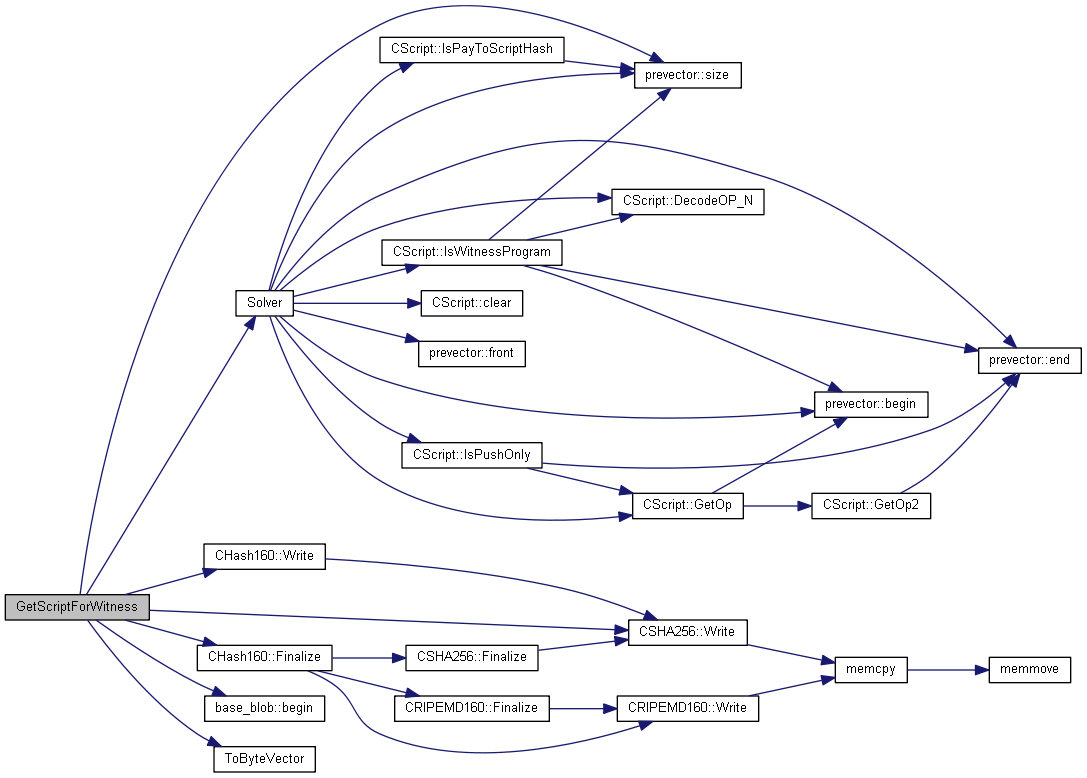 CScript::IsPayToScriptHash
prevector::size
CScript::DecodeOP_N
CScript::IsWitnessProgram
Solver
CScript::clear
prevector::front
prevector::end
prevector::begin
CScript::IsPushOnly
CScript::GetOp
CScript::GetOp2
CHash160::Write
GetScriptForWitness
CSHA256::Write
CHash160::Finalize
CSHA256::Finalize
memcpy
memmove
base_blob::begin
CRIPEMD160::Finalize
CRIPEMD160::Write
ToByteVector